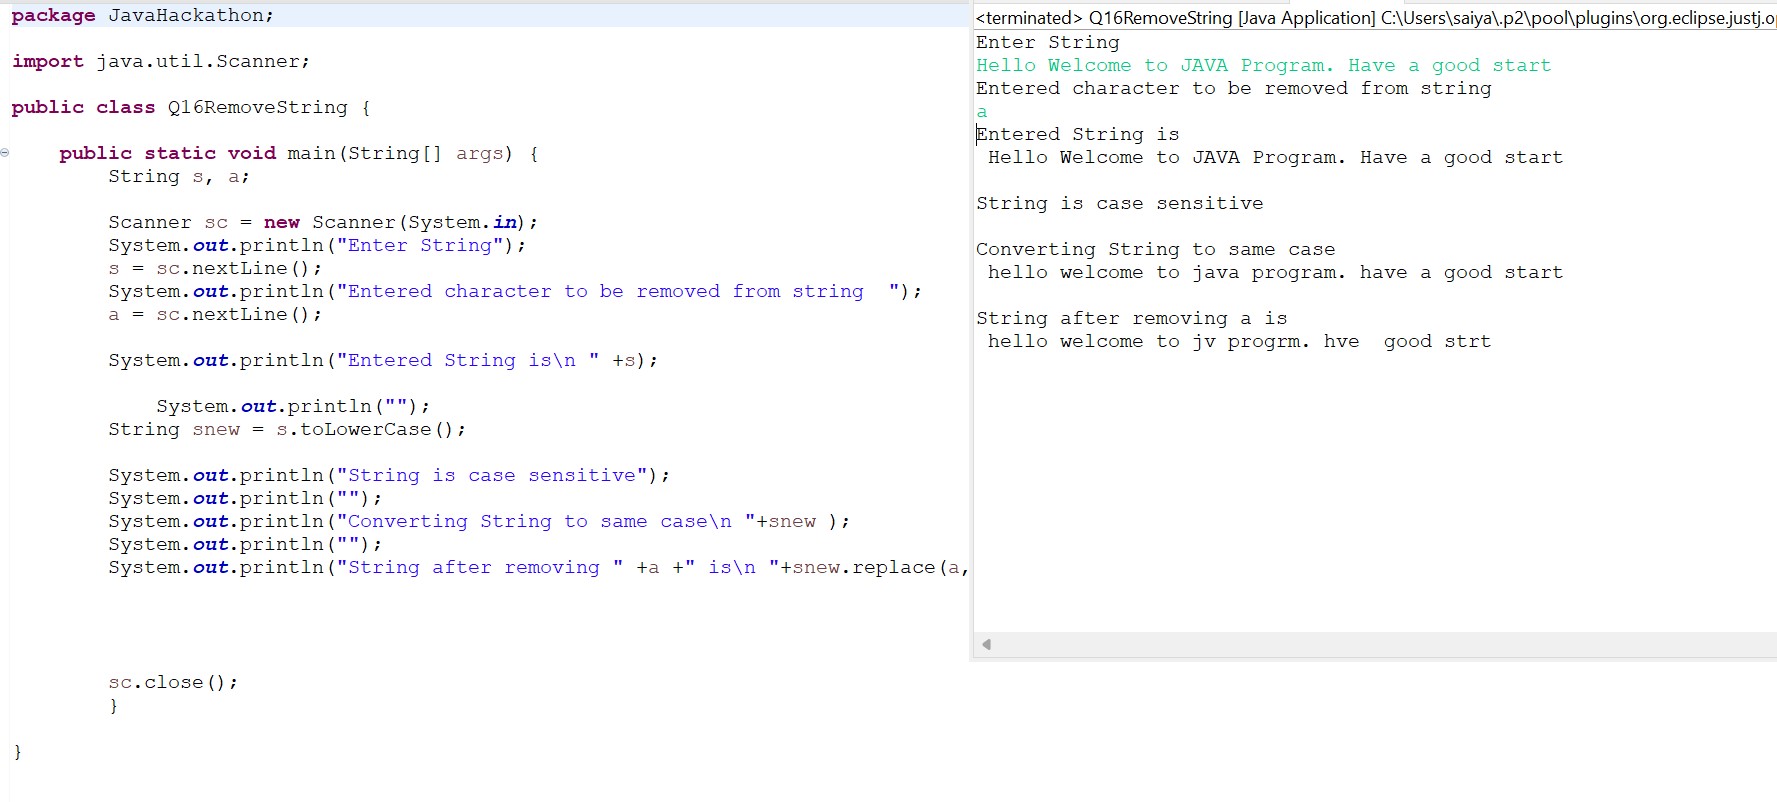 package JavaHackathon;
import java.util.Scanner;
public class Q16RemoveString {
public static void main(String[] args) {
String s, a;
Scanner sc = new Scanner(System.in);
System.out.println("Enter String");
s = sc.nextLine();
System.out.println("Entered character to be removed from string  ");
a = sc.nextLine();
System.out.println("Entered String is\n " +s);
System.out.println("");
String snew = s.toLowerCase();
System.out.println("String is case sensitive");
System.out.println("");
System.out.println("Converting String to same case\n "+snew );
System.out.println("");
System.out.println("String after removing " +a +" is\n "+snew.replace(a,
sc.close();
}
}
<terminated> Q16RemoveString [Java Application] C:\Users\saiya\.p2\pool\plugins\org.eclipse.justj.o
Enter String
Hello Welcome to JAVA Program. Have a good start
Entered character to be removed from string
a
Entered String is
Hello Welcome to JAVA Program. Have a good start
String is case sensitive
Converting String to same case
hello welcome to java program. have a good start
String after removing a is
hello welcome to jv progrm. hve  good strt